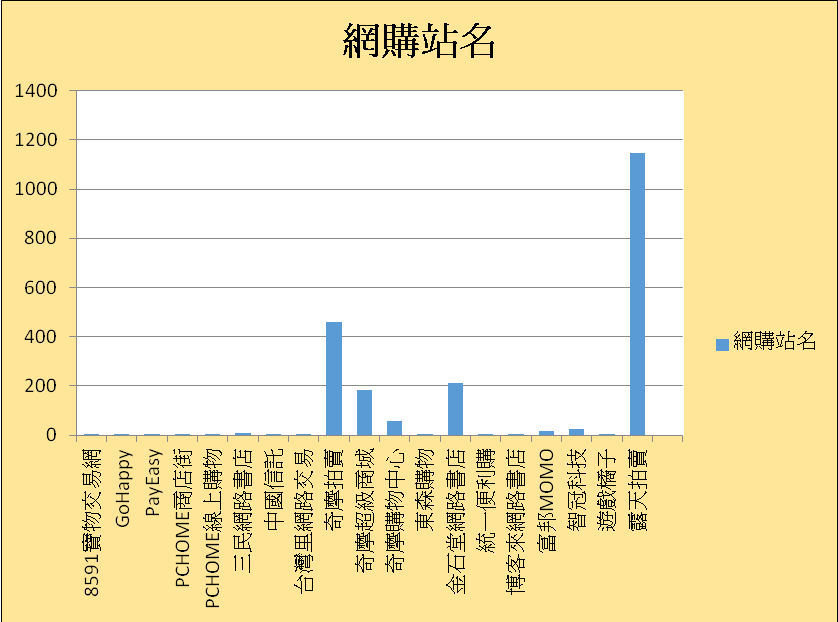 網購站名
1400
1200
1000
800
600
400
200
0
8591寶物交易網
GoHappy
PayEasy
PCHOME商店街
PCHOME線上購物
三民網路書店
中國信託
台灣里網路交易
奇摩拍賣
奇摩超級商城
奇摩購物中心
東森購物
金石堂網路書店
統一便利購
博客來網路書店
富邦MOMO
智冠科技
遊戲橘子
露天拍賣
網購站名